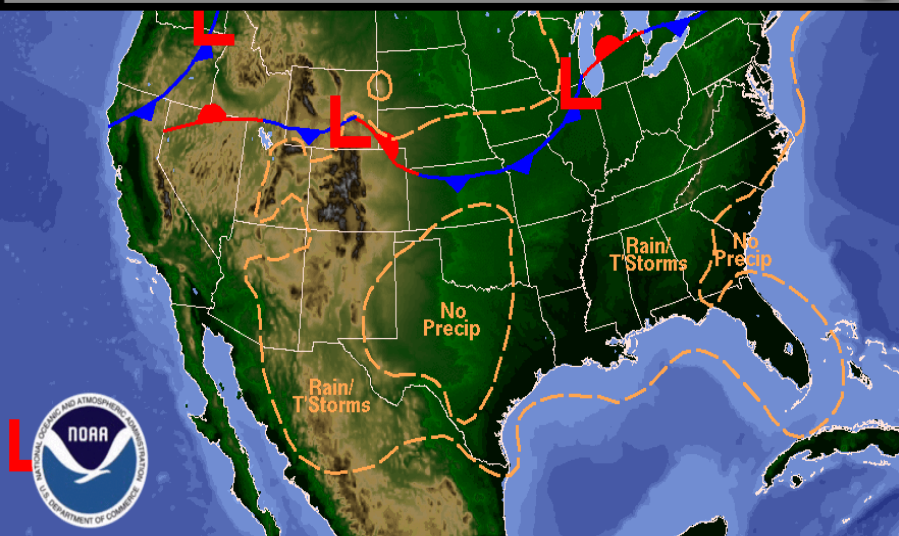 L
L
L
Rain/
T'Storms
No
Precip
No
Precip
Rain/
T'Storms
L
NATIONAL OCEANIC AND ATMOSPHERIC ADMINISTRATION
NOAA
U.S. DEPARTMENT OF COMMERCE